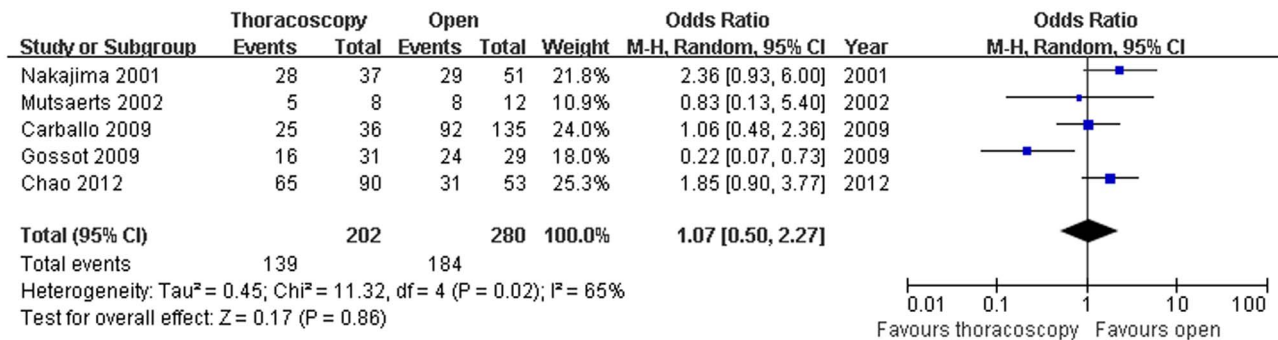 Thoracoscopy Open Odds Ratio Odds Ratio
Study or Subgroup Events Total Events Total Weight M-H, Random, 95% CI Year M-H, Random, 95% CI
Nakajima 2001 28 37 29 51 21.8% 2.36 [0.93, 6.00] 2001
Mutsaerts 2002 5 8 8 12 10.9% 0.83 [0.13, 5.40] 2002
Carballo 2009 25 36 92 135 24.0% 1.06 [0.48, 2.36] 2009
Gossot 2009 16 31 24 29 18.0% 0.22 [0.07, 0.73] 2009
Chao 2012 65 90 31 53 25.3% 1.85 [0.90, 3.77] 2012
Total (95% CI) 202 280 100.0% 1.07 [0.50, 2.27]
Total events 139 184
Heterogeneity: Tau² = 0.45; Chi² = 11.32, df = 4 (P = 0.02); I² = 65%
Test for overall effect: Z = 0.17 (P = 0.86)
0.01 0.1 1 10 100
Favours thoracoscopy Favours open